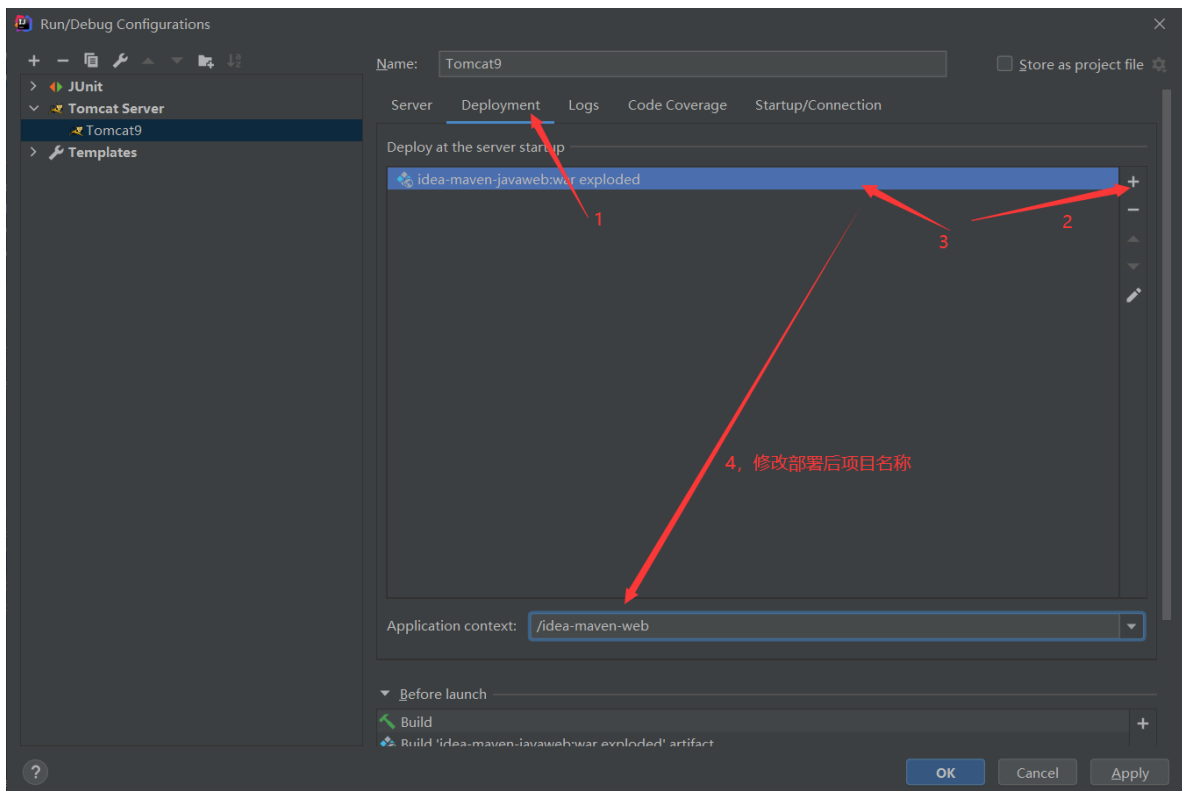 Run/Debug Configurations
Name: Tomcat9
Store as project file
JUnit
Tomcat Server
Tomcat9
Templates
Server Deployment Logs Code Coverage Startup/Connection
Deploy at the server startup
idea-maven-javaweb:war exploded
1
2
3
4，修改部署后项目名称
Application context: /idea-maven-web
Before launch
Build
Build 'idea-maven-javaweb:war exploded' artifact
? OK Cancel Apply